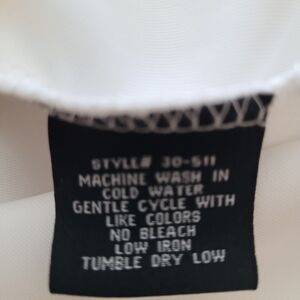 STYLE# 30-511
MACHINE WASH IN
COLD WATER
GENTLE CYCLE WITH
LIKE COLORS
NO BLEACH
LOW IRON
TUMBLE DRY LOW